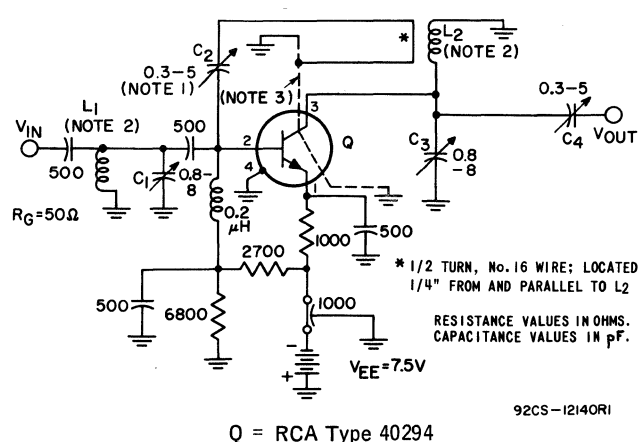 C2
0.3-5
(NOTE 1)
*
L2
(NOTE 2)
(NOTE 3)
3
0.3-5
C4
VIN
L1
(NOTE 2)
500
500
2
Q
C3
0.8
-8
VOUT
C1
0.8-
8
4
1
RG=50Ω
0.2
μH
1000
500
2700
* 1/2 TURN, No. 16 WIRE; LOCATED
1/4" FROM AND PARALLEL TO L2
500
6800
1000
RESISTANCE VALUES IN OHMS.
CAPACITANCE VALUES IN pF.
-
+
VEE=7.5V
92CS-12140R1
Q = RCA Type 40294